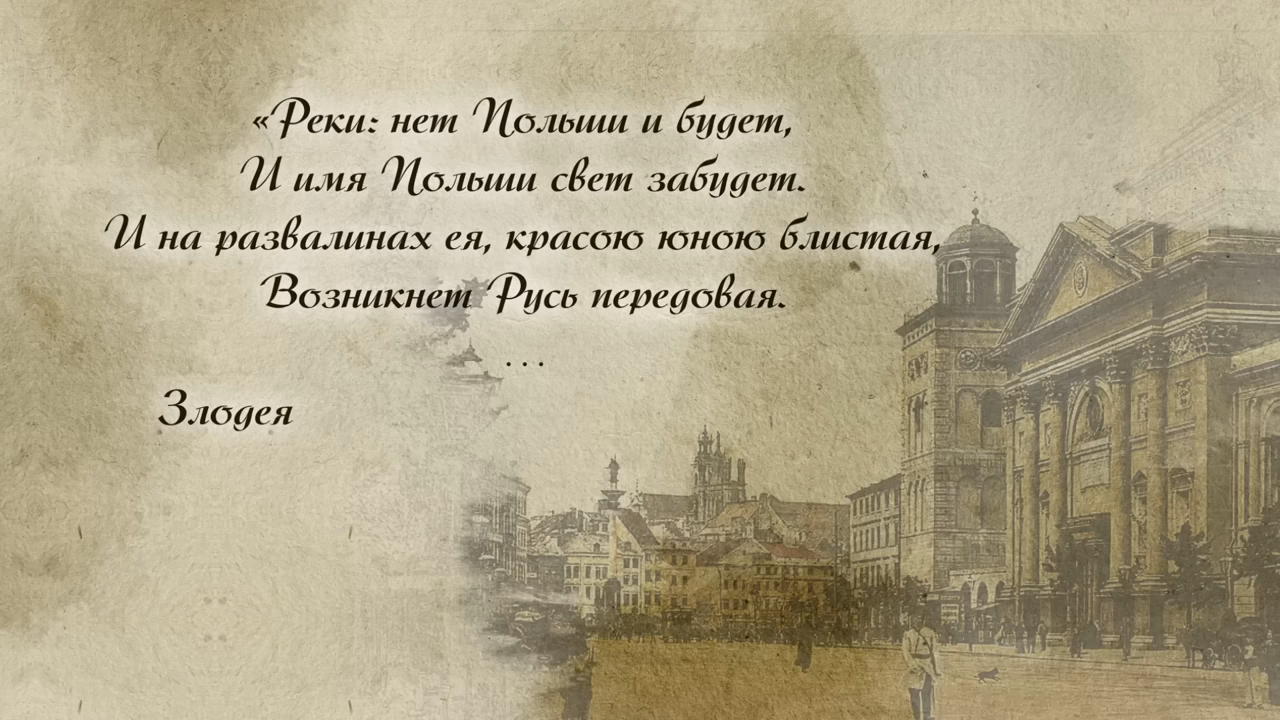 «Реки: нет Польши и будет,
И имя Польши свет забудет.
И на развалинах ея, красою юною блистая,
Возникнет Русь передовая.
...
Злодея